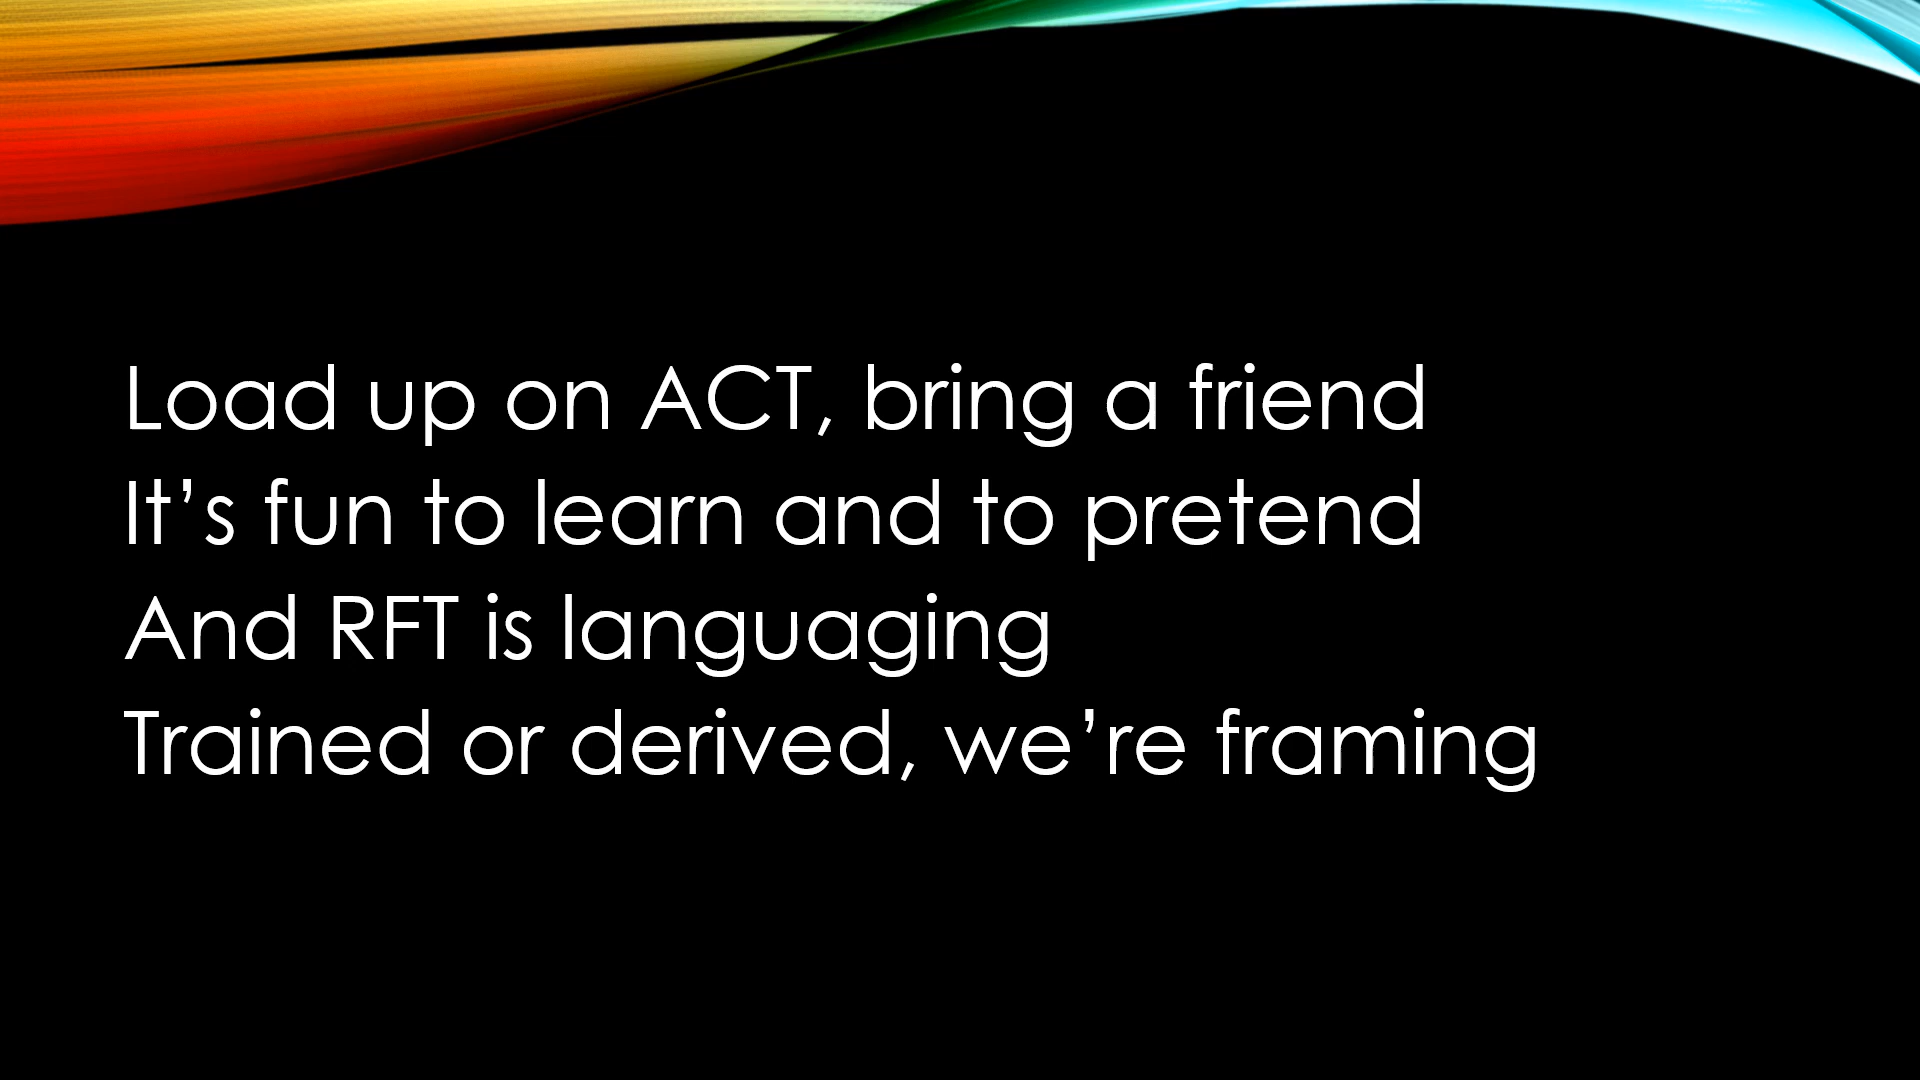 Load up on ACT, bring a friend
It’s fun to learn and to pretend
And RFT is languaging
Trained or derived, we’re framing